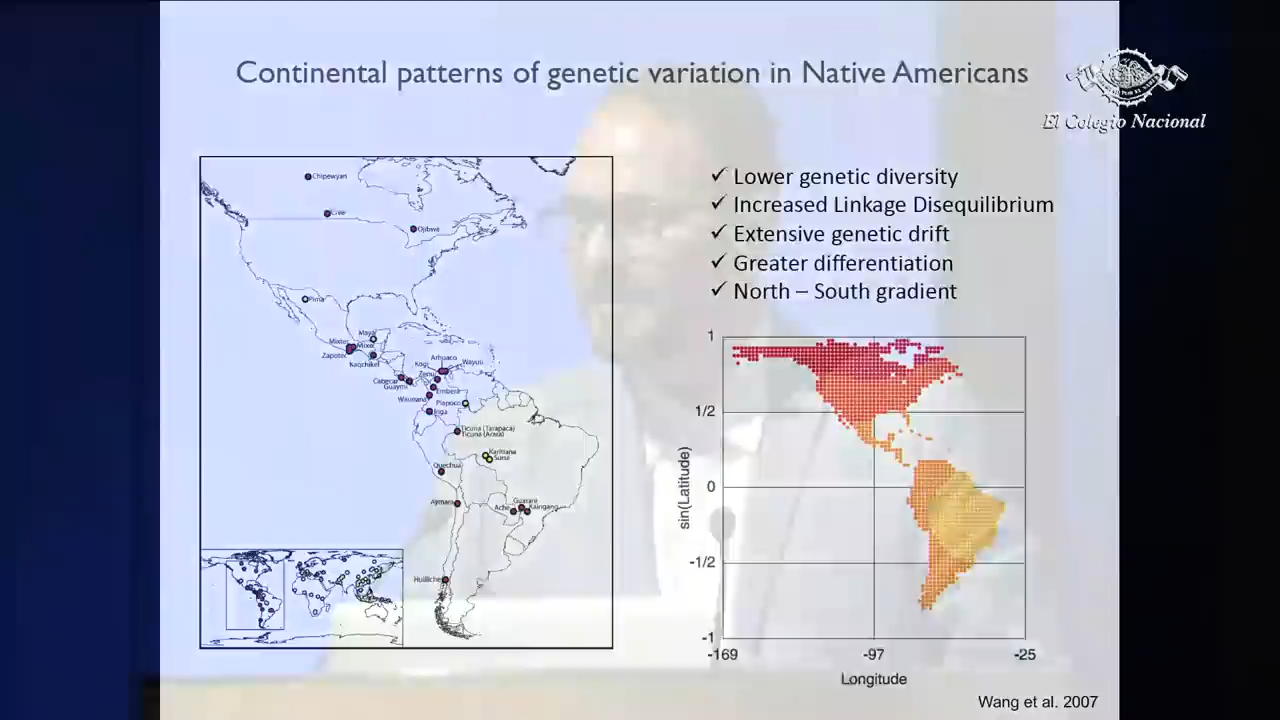 Continental patterns of genetic variation in Native Americans
El Colegio Nacional
✓ Lower genetic diversity
✓ Increased Linkage Disequilibrium
✓ Extensive genetic drift
✓ Greater differentiation
✓ North – South gradient
Chipewyan
Cree
Ojibwa
Pima
Maya
Mixtec
Mixe
Zapotec
Kaqchikel
Arhuaco
Kogi
Wayuu
Zenu
Cabecar
Guaymi
Embera
Waunana
Piapoco
Inga
Ticuna (Tarapaca)
Ticuna (Arara)
Karitiana
Surui
Quechua
Aymara
Guarani
Ache
Kaingang
Huilliche
1
1/2
0
-1/2
-1
sin(Latitude)
-169
-97
-25
Longitude
Wang et al. 2007